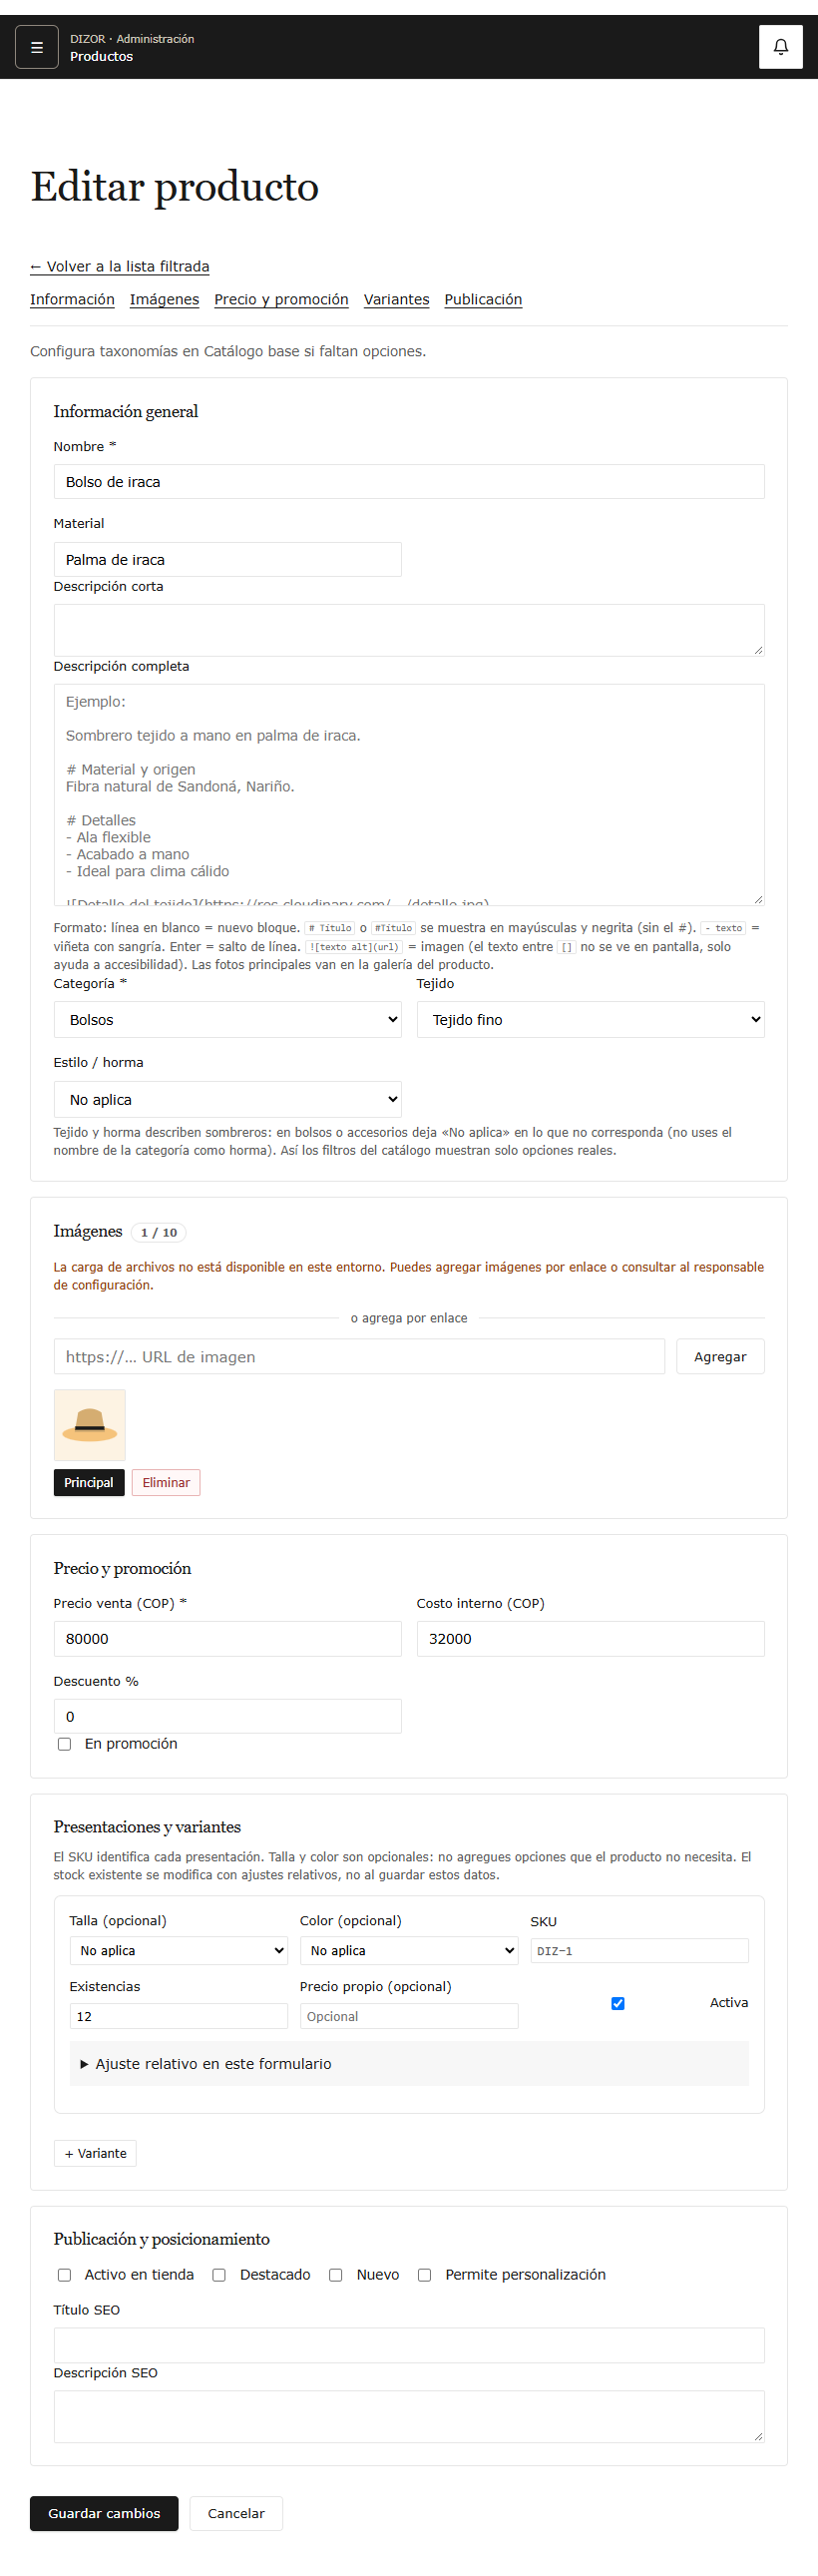 ☰
DIZOR · Administración
Productos
Editar producto
← Volver a la lista filtrada
Información Imágenes Precio y promoción Variantes Publicación
Configura taxonomías en Catálogo base si faltan opciones.
Información general
Nombre *
Bolso de iraca
Material
Palma de iraca
Descripción corta
Descripción completa
Ejemplo:
Sombrero tejido a mano en palma de iraca.
# Material y origen
Fibra natural de Sandoná, Nariño.
# Detalles
- Ala flexible
- Acabado a mano
- Ideal para clima cálido
![Detalle del tejido](https://res.cloudinary.com/.../detalle.jpg)
Formato: línea en blanco = nuevo bloque. # Título o #Título se muestra en mayúsculas y negrita (sin el #). - texto =
viñeta con sangría. Enter = salto de línea. ![texto alt](url) = imagen (el texto entre [] no se ve en pantalla, solo
ayuda a accesibilidad). Las fotos principales van en la galería del producto.
Categoría * Tejido
Bolsos Tejido fino
Estilo / horma
No aplica
Tejido y horma describen sombreros: en bolsos o accesorios deja «No aplica» en lo que no corresponda (no uses el
nombre de la categoría como horma). Así los filtros del catálogo muestran solo opciones reales.
Imágenes 1 / 10
La carga de archivos no está disponible en este entorno. Puedes agregar imágenes por enlace o consultar al responsable
de configuración.
o agrega por enlace
https://... URL de imagen Agregar
Principal Eliminar
Precio y promoción
Precio venta (COP) * Costo interno (COP)
80000 32000
Descuento %
0
En promoción
Presentaciones y variantes
El SKU identifica cada presentación. Talla y color son opcionales: no agregues opciones que el producto no necesita. El
stock existente se modifica con ajustes relativos, no al guardar estos datos.
Talla (opcional) Color (opcional) SKU
No aplica No aplica DIZ-1
Existencias Precio propio (opcional)
12 Opcional Activa
▶ Ajuste relativo en este formulario
+ Variante
Publicación y posicionamiento
Activo en tienda Destacado Nuevo Permite personalización
Título SEO
Descripción SEO
Guardar cambios Cancelar